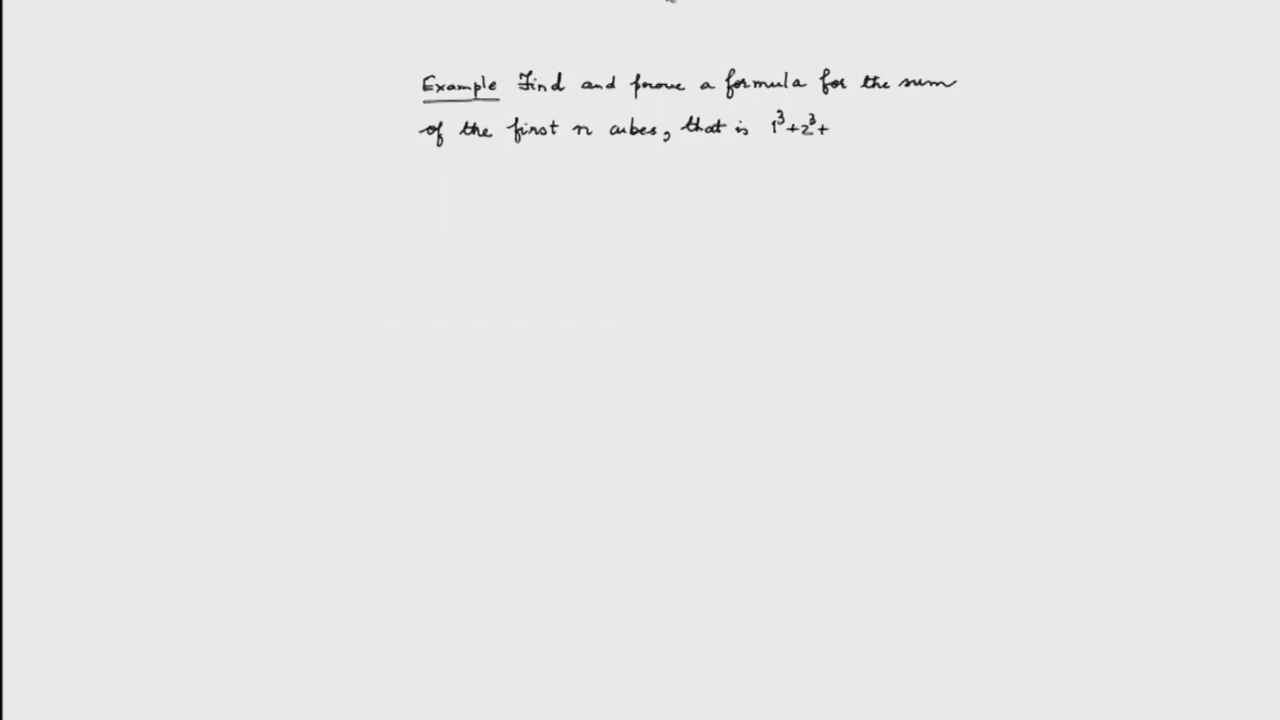 Example Find and prove a formula for the sum
of the first n cubes, that is 1³+2³+